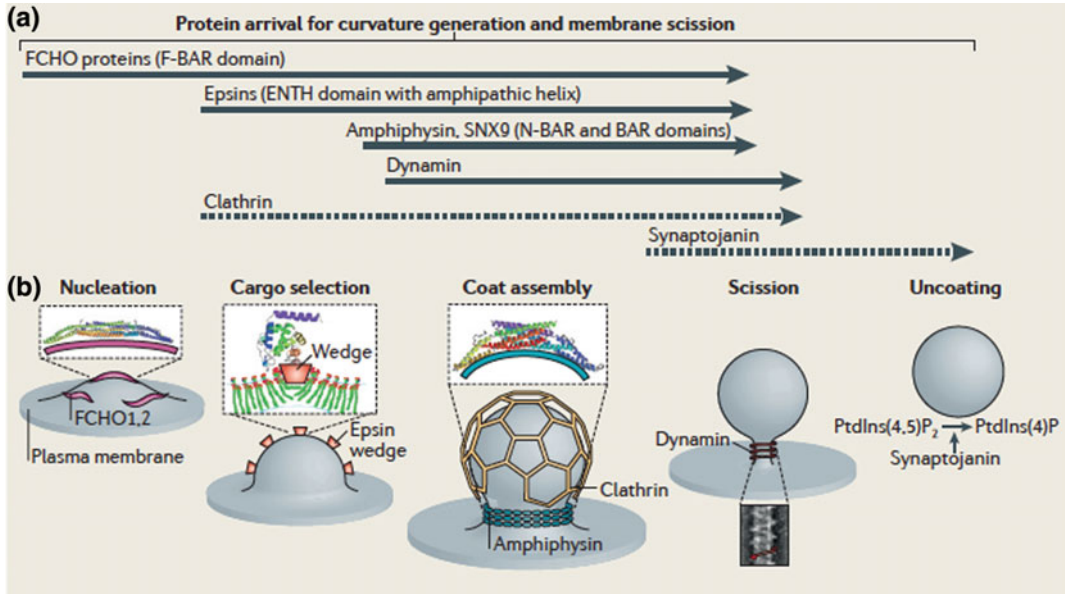 (a)
Protein arrival for curvature generation and membrane scission
FCHO proteins (F-BAR domain)
Epsins (ENTH domain with amphipathic helix)
Amphiphysin, SNX9 (N-BAR and BAR domains)
Dynamin
Clathrin
Synaptojanin
(b)
Nucleation
Cargo selection
Coat assembly
Scission
Uncoating
Wedge
FCHO1,2
Plasma membrane
Epsin
wedge
Clathrin
Amphiphysin
Dynamin
PtdIns(4,5)P₂ PtdIns(4)P
Synaptojanin